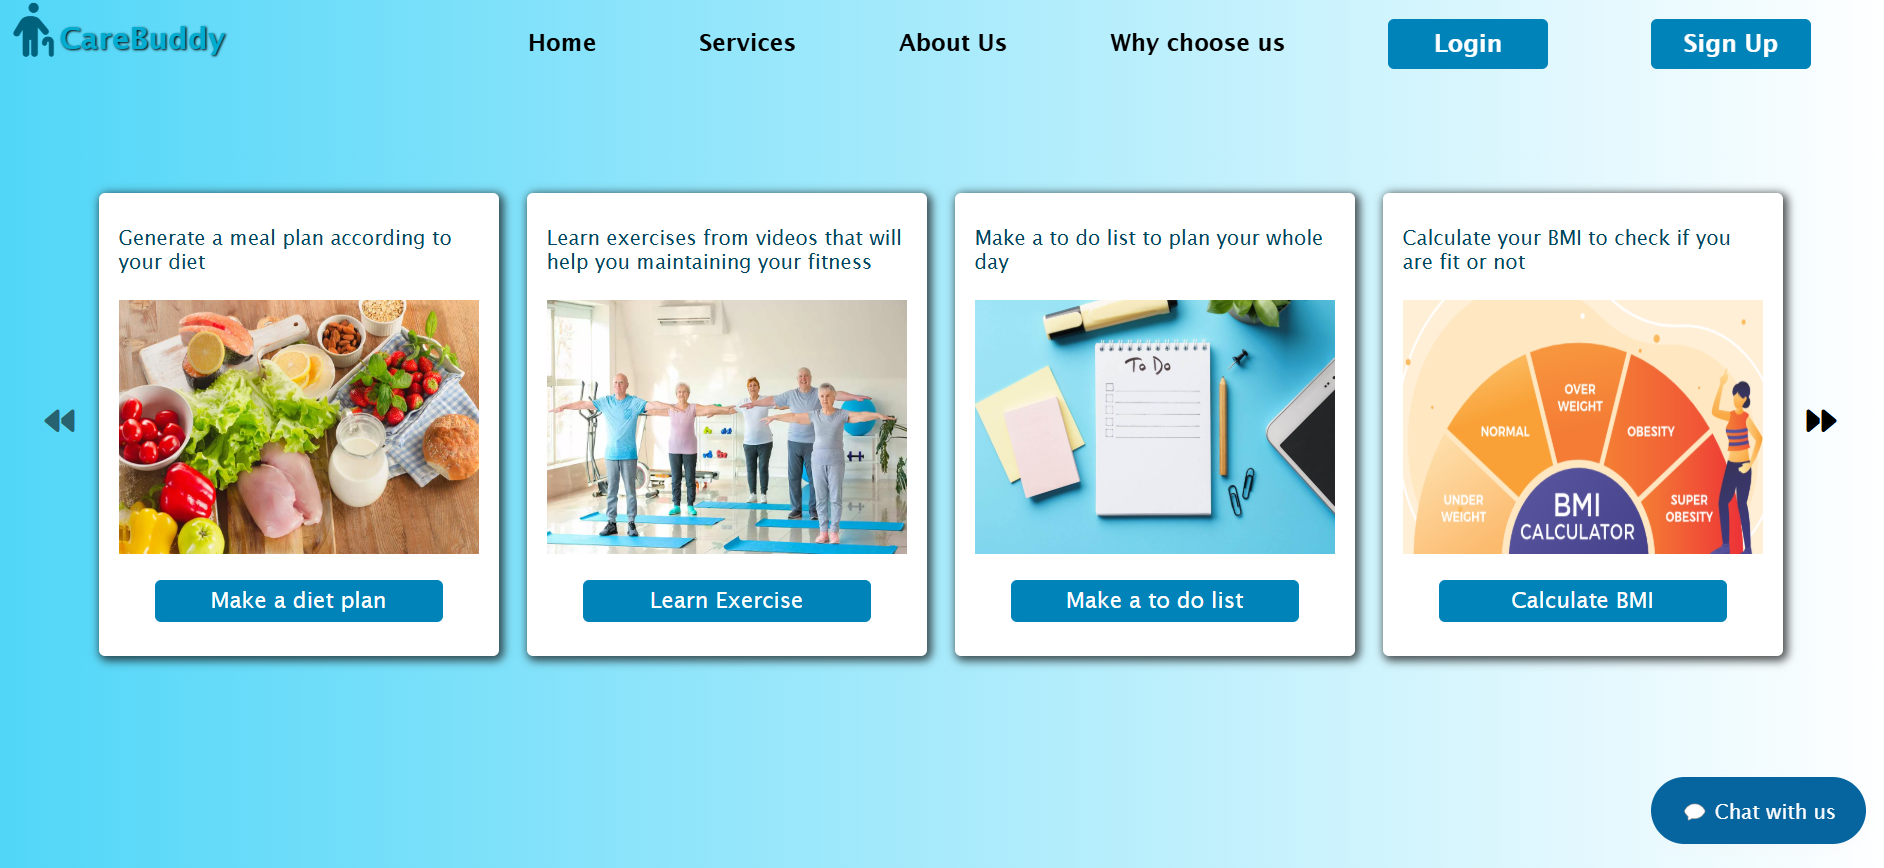 CareBuddy
Home
Services
About Us
Why choose us
Login
Sign Up
Generate a meal plan according to
your diet
Make a diet plan
Learn exercises from videos that will
help you maintaining your fitness
Learn Exercise
Make a to do list to plan your whole
day
To Do
Make a to do list
Calculate your BMI to check if you
are fit or not
UNDER
WEIGHT
NORMAL
OVER
WEIGHT
OBESITY
SUPER
OBESITY
BMI
CALCULATOR
Calculate BMI
Chat with us